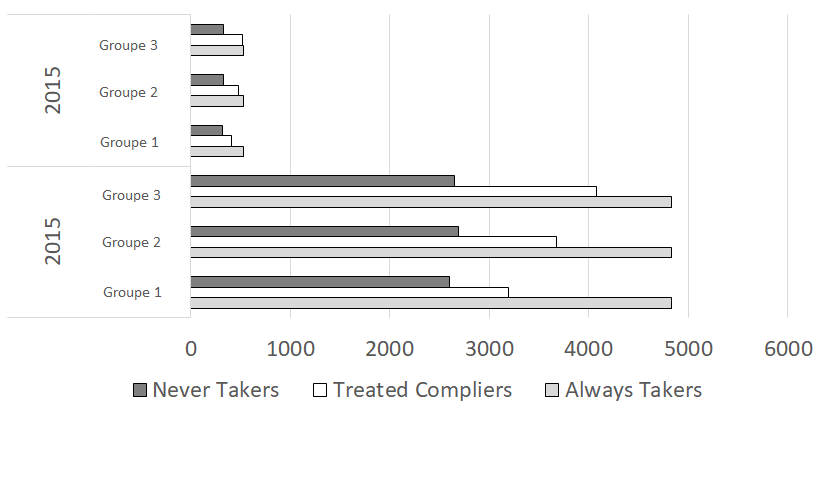 2015
Groupe 3
Groupe 2
Groupe 1
2015
Groupe 3
Groupe 2
Groupe 1
0 1000 2000 3000 4000 5000 6000
Never Takers Treated Compliers Always Takers